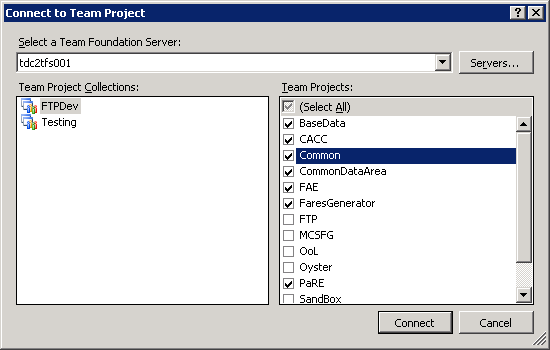 Connect to Team Project
Select a Team Foundation Server:
tdc2tfs001
Servers...
Team Project Collections:
FTPDev
Testing
Team Projects:
(Select All)
BaseData
CACC
Common
CommonDataArea
FAE
FaresGenerator
FTP
MCSFG
OoL
Oyster
PaRE
SandBox
Connect
Cancel